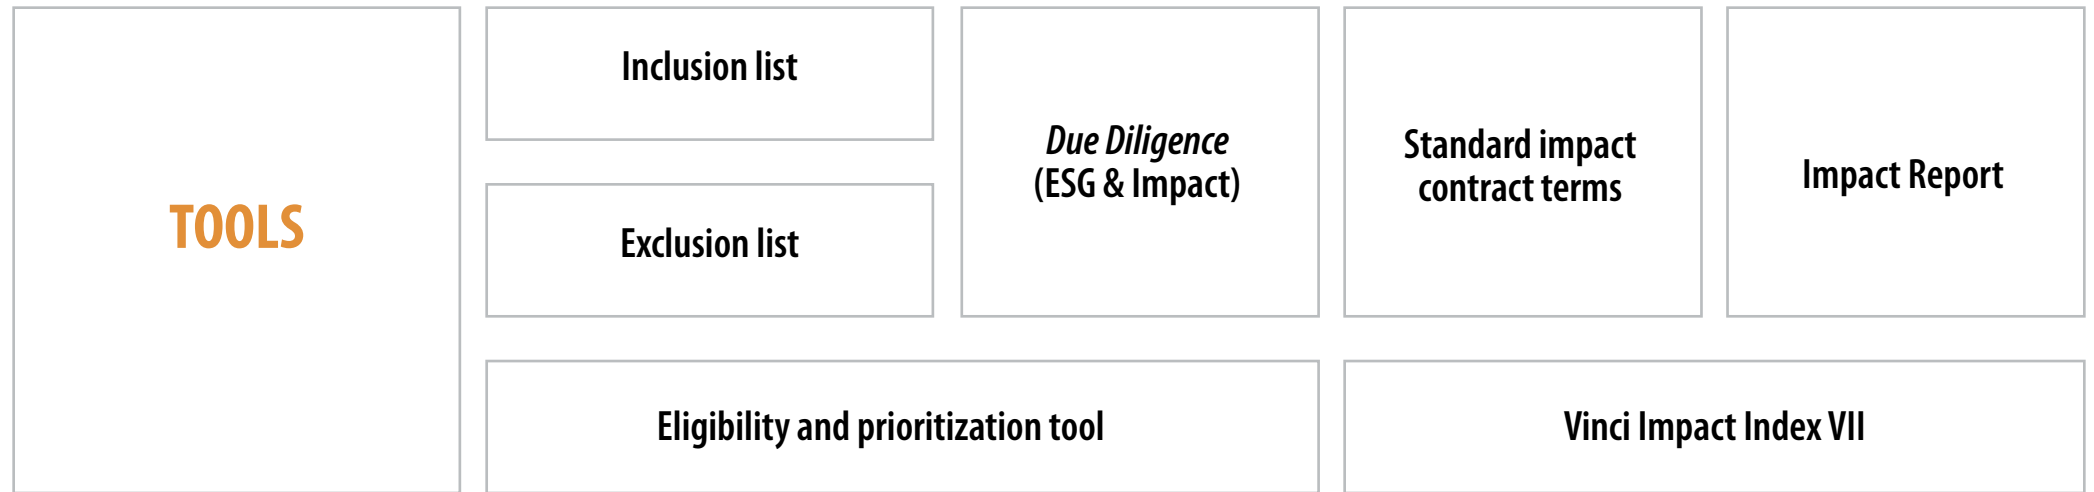 TOOLS
Inclusion list
Exclusion list
Due Diligence
(ESG & Impact)
Standard impact
contract terms
Impact Report
Eligibility and prioritization tool
Vinci Impact Index VII